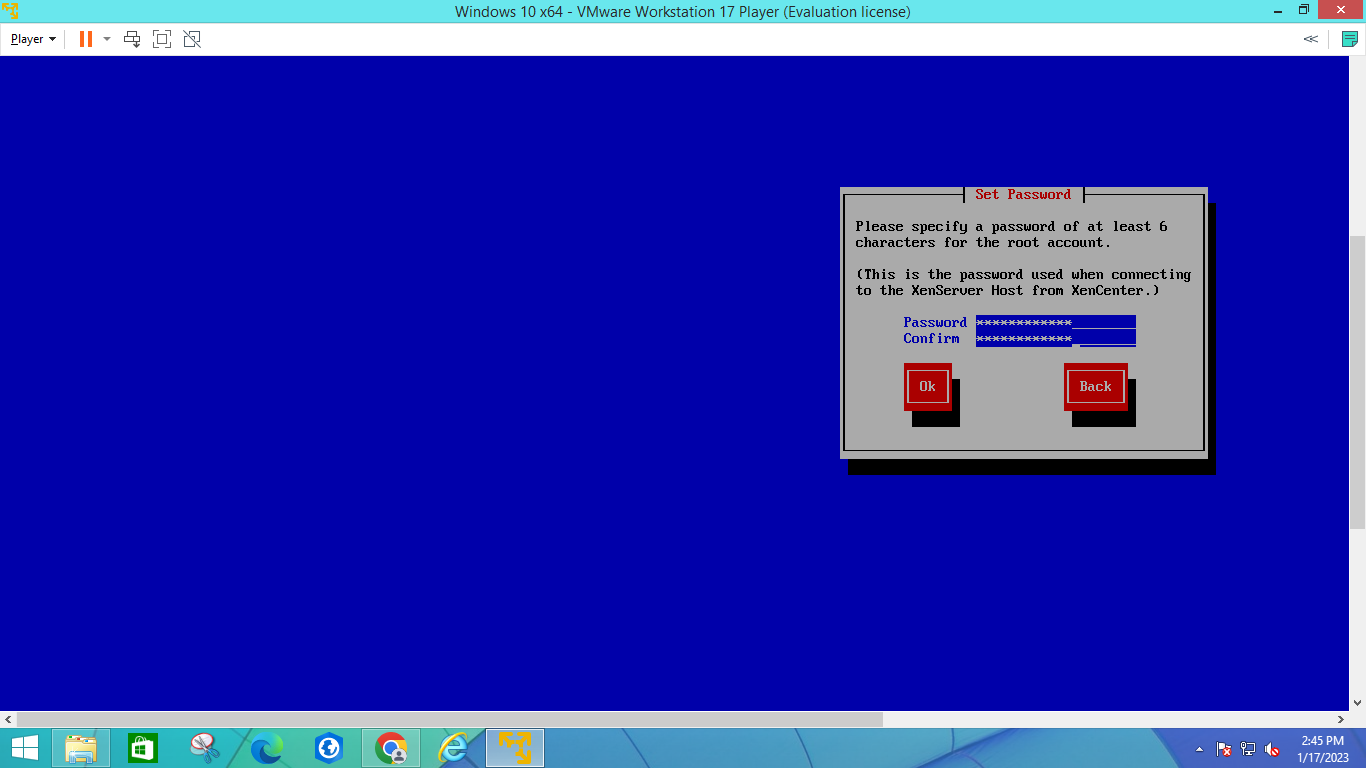 Windows 10 x64 - VMware Workstation 17 Player (Evaluation license)
Player
Set Password
Please specify a password of at least 6
characters for the root account.
(This is the password used when connecting
to the XenServer Host from XenCenter.)
Password ************
Confirm ************
Ok Back
2:45 PM
1/17/2023